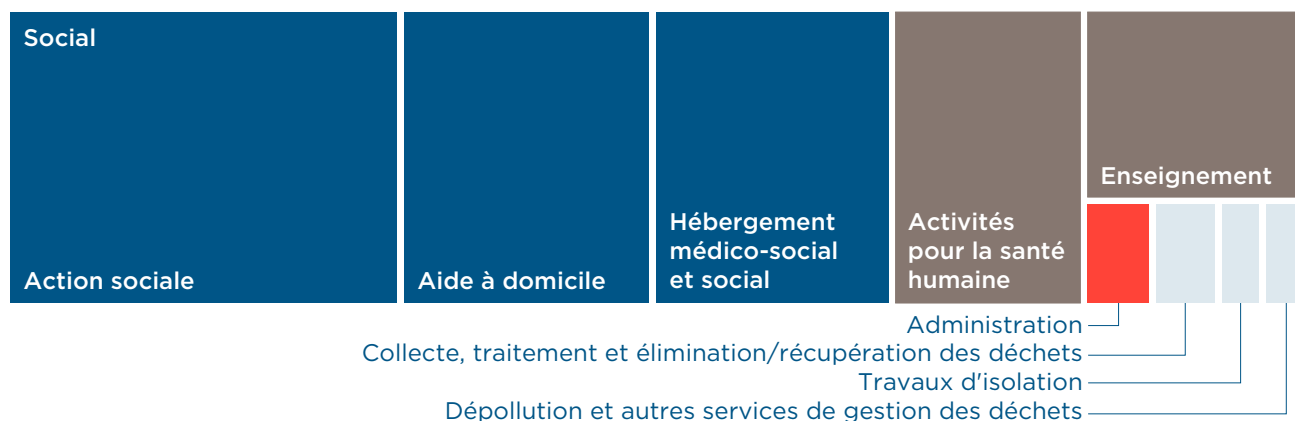 Social
Action sociale
Aide à domicile
Hébergement
médico-social
et social
Activités
pour la santé
humaine
Enseignement
Administration
Collecte, traitement et élimination/récupération des déchets
Travaux d'isolation
Dépollution et autres services de gestion des déchets